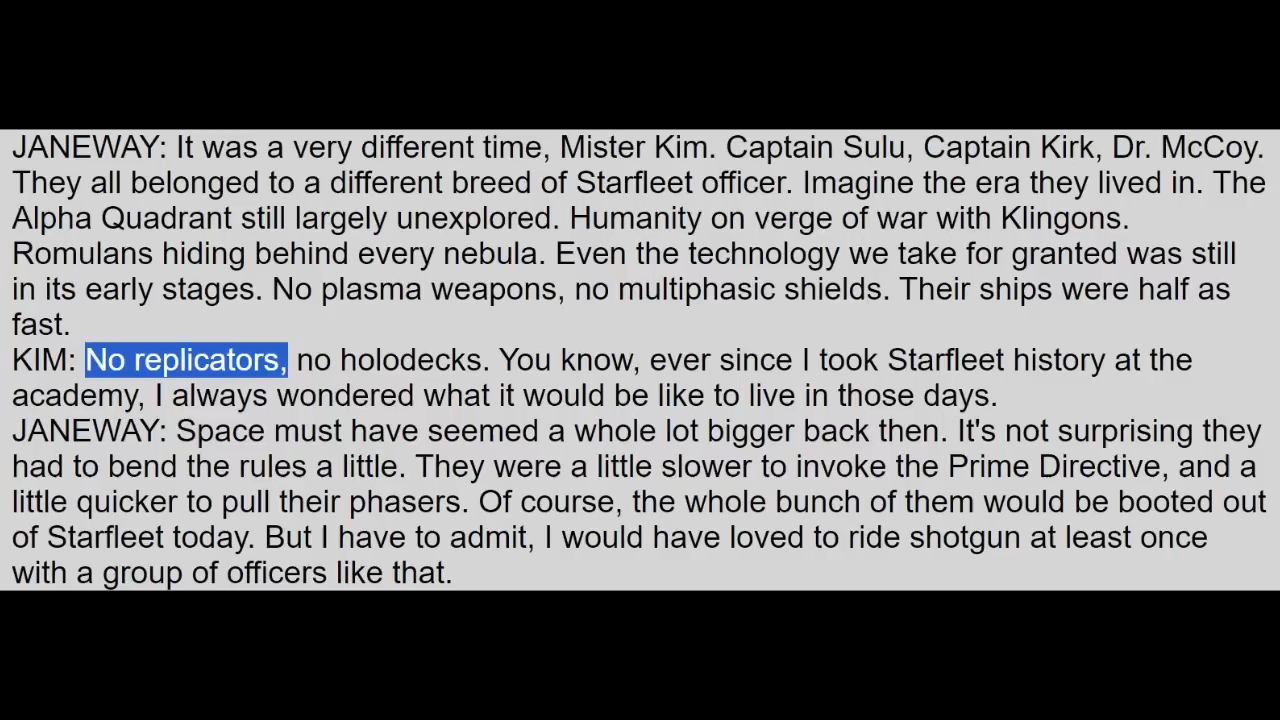 JANEWAY: It was a very different time, Mister Kim. Captain Sulu, Captain Kirk, Dr. McCoy.
They all belonged to a different breed of Starfleet officer. Imagine the era they lived in. The
Alpha Quadrant still largely unexplored. Humanity on verge of war with Klingons.
Romulans hiding behind every nebula. Even the technology we take for granted was still
in its early stages. No plasma weapons, no multiphasic shields. Their ships were half as
fast.
KIM: No replicators, no holodecks. You know, ever since I took Starfleet history at the
academy, I always wondered what it would be like to live in those days.
JANEWAY: Space must have seemed a whole lot bigger back then. It's not surprising they
had to bend the rules a little. They were a little slower to invoke the Prime Directive, and a
little quicker to pull their phasers. Of course, the whole bunch of them would be booted out
of Starfleet today. But I have to admit, I would have loved to ride shotgun at least once
with a group of officers like that.